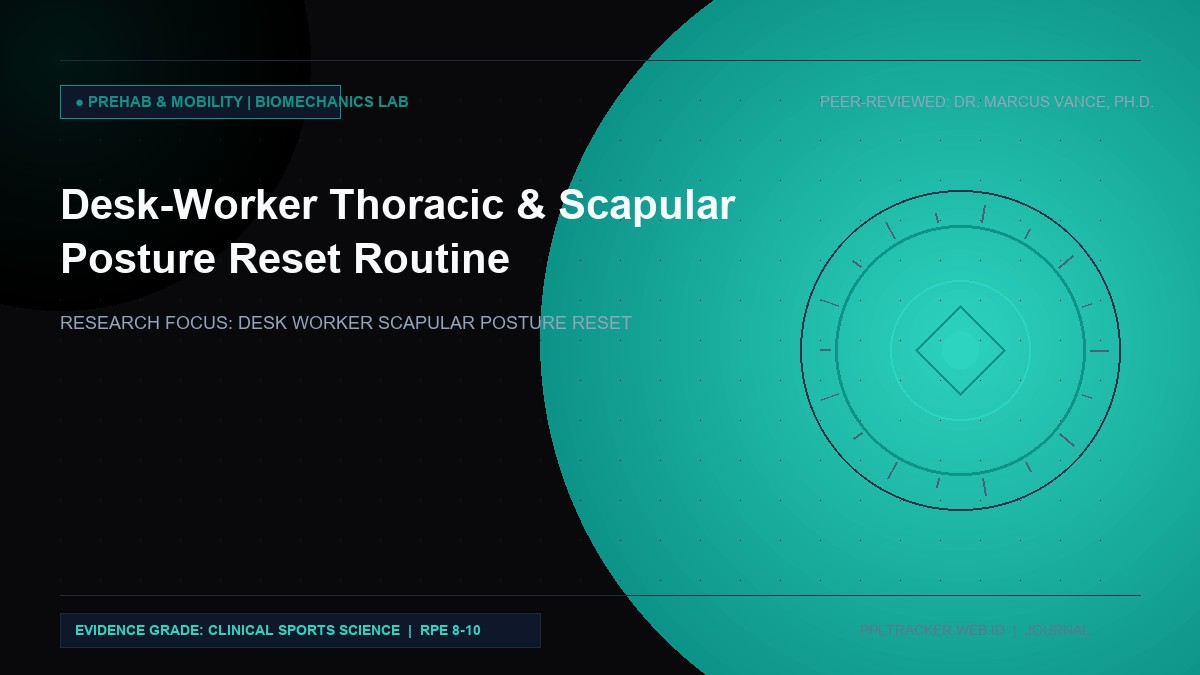 ● PREHAB & MOBILITY | BIOMECHANICS LAB
PEER-REVIEWED: DR. MARCUS VANCE, PH.D.
Desk-Worker Thoracic & Scapular
Posture Reset Routine
RESEARCH FOCUS: DESK WORKER SCAPULAR POSTURE RESET
EVIDENCE GRADE: CLINICAL SPORTS SCIENCE | RPE 8-10
PPLTRACKER.WEB.ID | JOURNAL